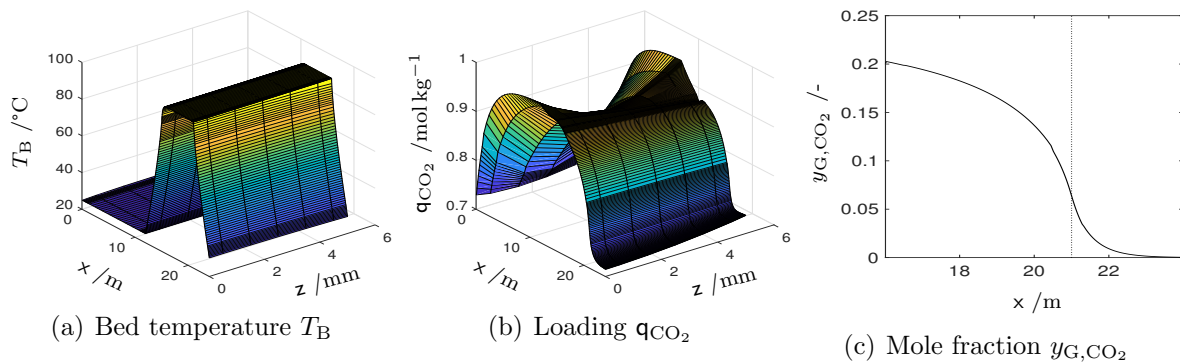 100
80
60
40
20
T_B /°C
0
10
20
x /m
0
2
4
6
z /mm
(a) Bed temperature T_B
1
0.9
0.8
0.7
q_CO₂ /mol kg⁻¹
0
10
20
x /m
0
2
4
6
z /mm
(b) Loading q_CO₂
0.25
0.2
0.15
0.1
0.05
0
y_G,CO₂ /-
18 20 22
x /m
(c) Mole fraction y_G,CO₂